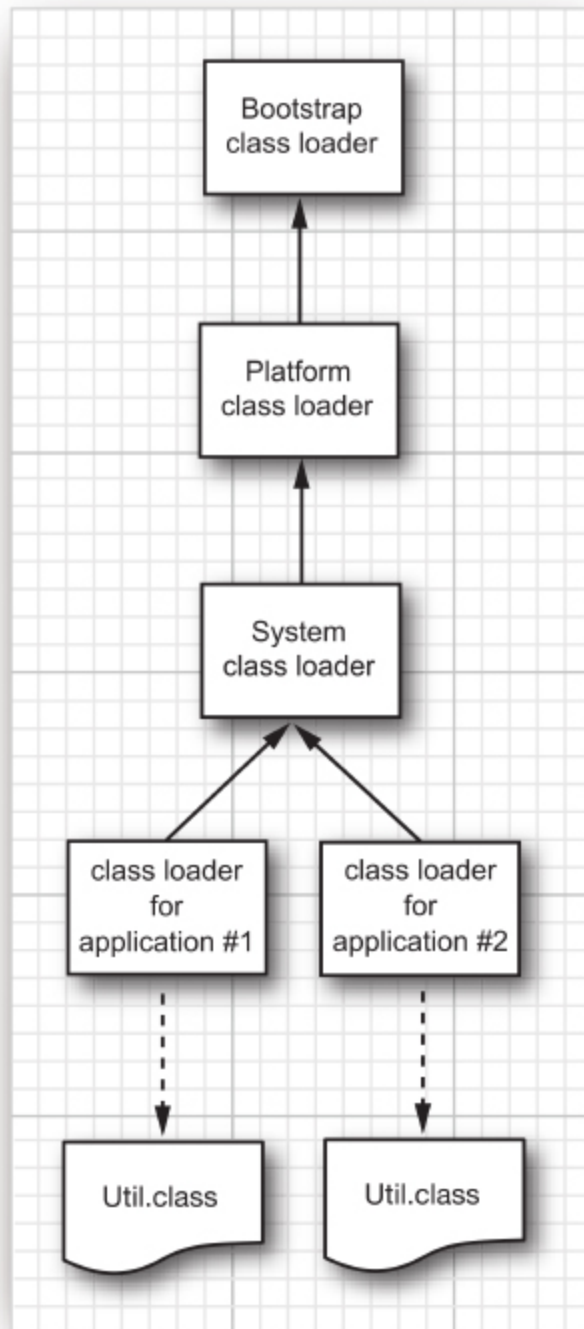 Bootstrap
class loader
Platform
class loader
System
class loader
class loader
for
application #1
class loader
for
application #2
Util.class
Util.class